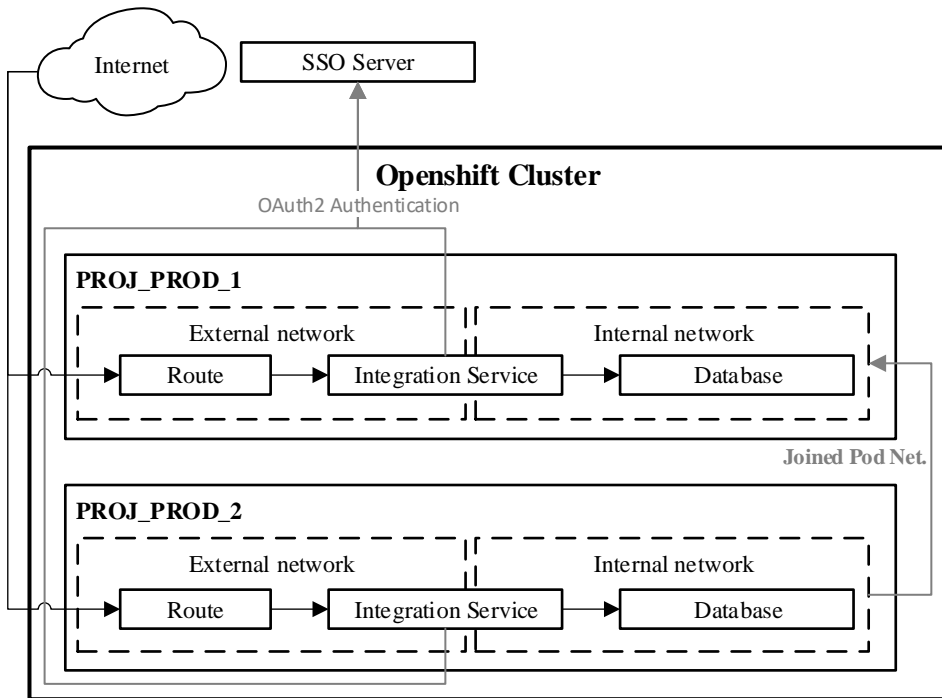 Internet
SSO Server
Openshift Cluster
OAuth2 Authentication
PROJ_PROD_1
External network
Internal network
Route
Integration Service
Database
Joined Pod Net.
PROJ_PROD_2
External network
Internal network
Route
Integration Service
Database